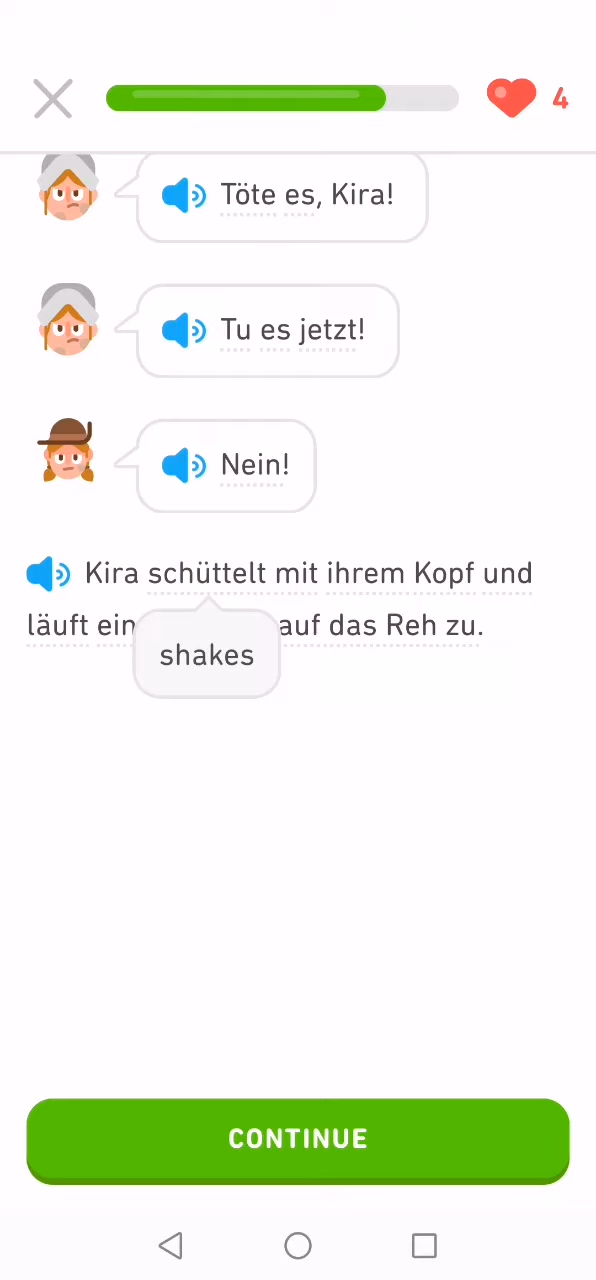 4
Töte es, Kira!
Tu es jetzt!
Nein!
Kira schüttelt mit ihrem Kopf und
läuft ein auf das Reh zu.
shakes
CONTINUE